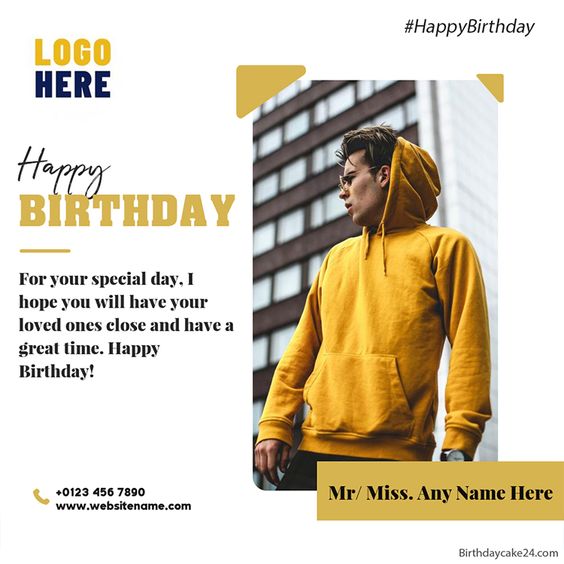 #HappyBirthday
LOGO
HERE
Happy
BIRTHDAY
For your special day, I
hope you will have your
loved ones close and have a
great time. Happy
Birthday!
+0123 456 7890
www.websitename.com
Mr/ Miss. Any Name Here
Birthdaycake24.com